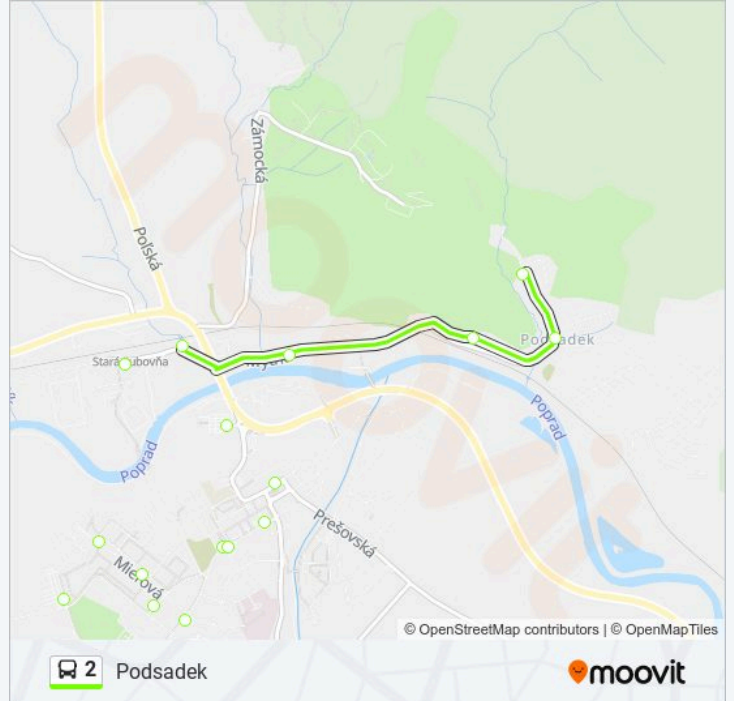 Zámocká
Poľská
Podsadek
Stará Ľubovňa
Poprad
Poprad
Prešovská
Mierová
© OpenStreetMap contributors | © OpenMapTiles
2 Podsadek
moovit